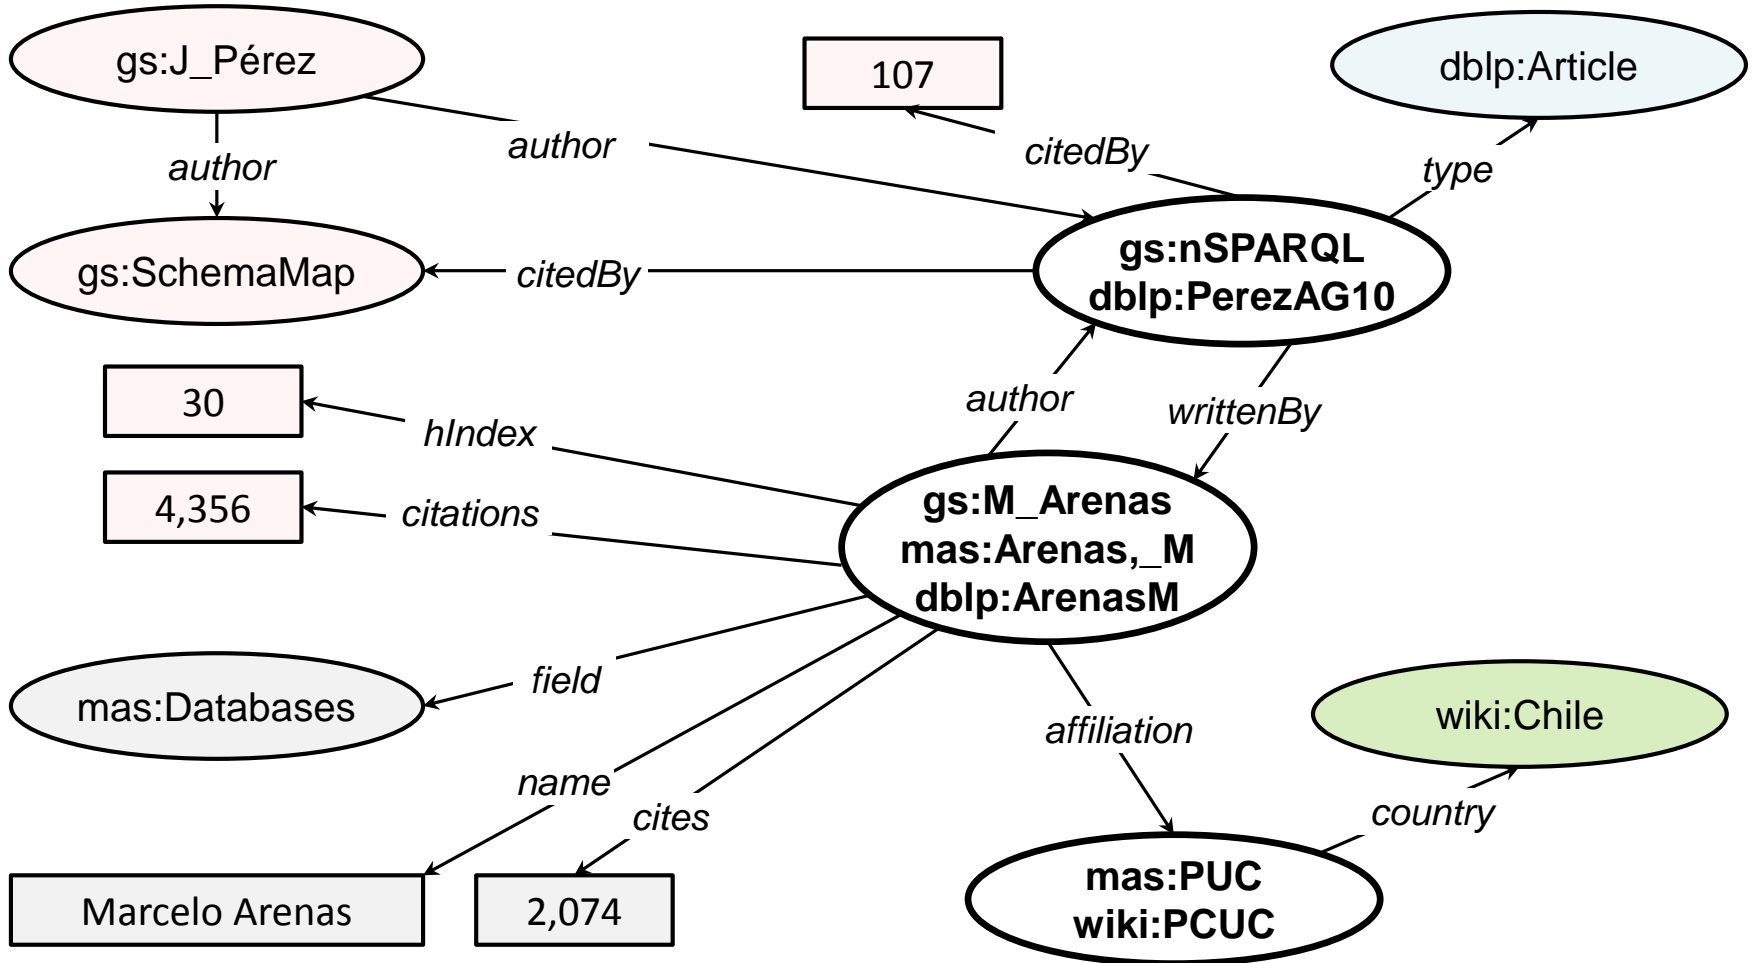 gs:J_Pérez
107
dblp:Article
author
author
citedBy
type
gs:SchemaMap
citedBy
gs:nSPARQL
dblp:PerezAG10
30
hIndex
author
writtenBy
4,356
citations
gs:M_Arenas
mas:Arenas,_M
dblp:ArenasM
mas:Databases
field
affiliation
wiki:Chile
name
cites
country
Marcelo Arenas
2,074
mas:PUC
wiki:PCUC